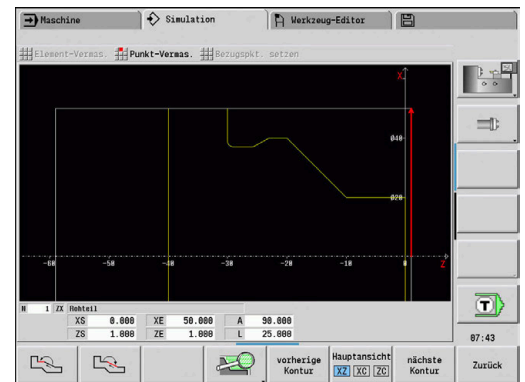 Maschine Simulation Werkzeug-Editor
Element-Vermas. Punkt-Vermas. Bezugspkt. setzen
X
ø40
ø20
-60 -50 -40 -30 -20 -10 0 Z
N 1 ZX Rohteil
XS 0.000 XE 50.000 A 90.000
ZS 1.000 ZE 1.000 L 25.000
T
07:43
vorherige Kontur
Hauptansicht
XZ XC ZC
nächste Kontur
Zurück